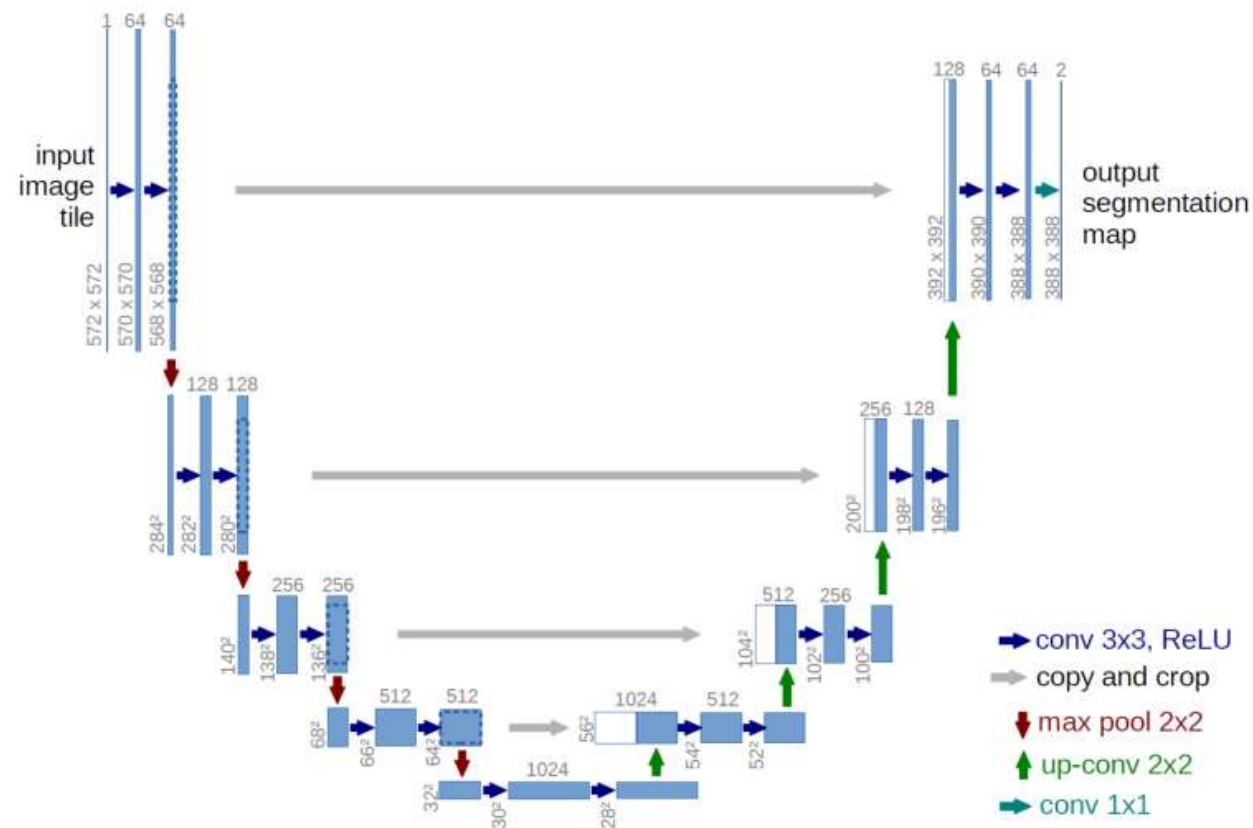 1 64 64
128 64 64 2
input
image
tile
output
segmentation
map
572 x 572
570 x 570
568 x 568
392 x 392
390 x 390
388 x 388
388 x 388
128 128
256 128
284²
282²
280²
200²
198²
196²
256 256
512 256
140²
138²
136²
104²
102²
100²
conv 3x3, ReLU
copy and crop
max pool 2x2
up-conv 2x2
conv 1x1
512 512
1024 512
68²
66²
64²
56²
54²
52²
1024
32²
30²
28²